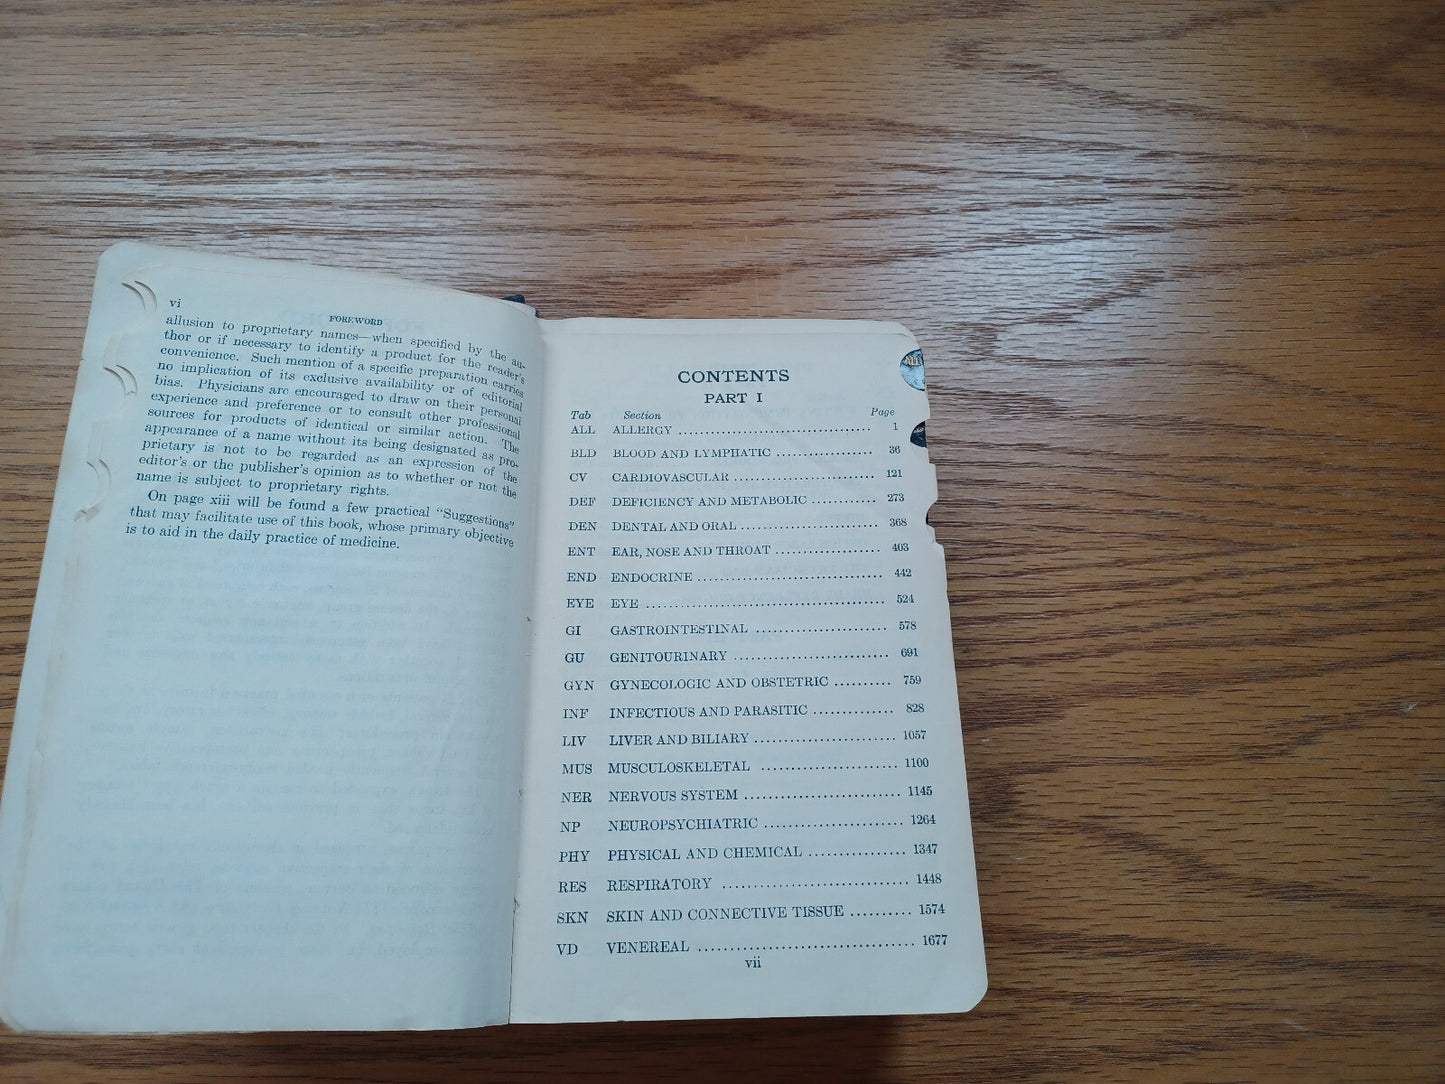 vi
FOREWORD
allusion to proprietary names—when specified by the au-
thor or if necessary to identify a product for the reader's
convenience. Such mention of a specific preparation carries
no implication of its exclusive availability or of editorial
bias. Physicians are encouraged to draw on their personal
experience and preference or to consult other professional
sources for products of identical or similar action. The
appearance of a name without its being designated as pro-
prietary is not to be regarded as an expression of the
editor's or the publisher's opinion as to whether or not the
name is subject to proprietary rights.
On page xiii will be found a few practical "Suggestions"
that may facilitate use of this book, whose primary objective
is to aid in the daily practice of medicine.
CONTENTS
PART I
Tab Section Page
ALL ALLERGY 1
BLD BLOOD AND LYMPHATIC 36
CV CARDIOVASCULAR 121
DEF DEFICIENCY AND METABOLIC 273
DEN DENTAL AND ORAL 368
ENT EAR, NOSE AND THROAT 403
END ENDOCRINE 442
EYE EYE 524
GI GASTROINTESTINAL 578
GU GENITOURINARY 691
GYN GYNECOLOGIC AND OBSTETRIC 759
INF INFECTIOUS AND PARASITIC 828
LIV LIVER AND BILIARY 1057
MUS MUSCULOSKELETAL 1100
NER NERVOUS SYSTEM 1145
NP NEUROPSYCHIATRIC 1264
PHY PHYSICAL AND CHEMICAL 1347
RES RESPIRATORY 1448
SKN SKIN AND CONNECTIVE TISSUE 1574
VD VENEREAL 1677
vii
ALL